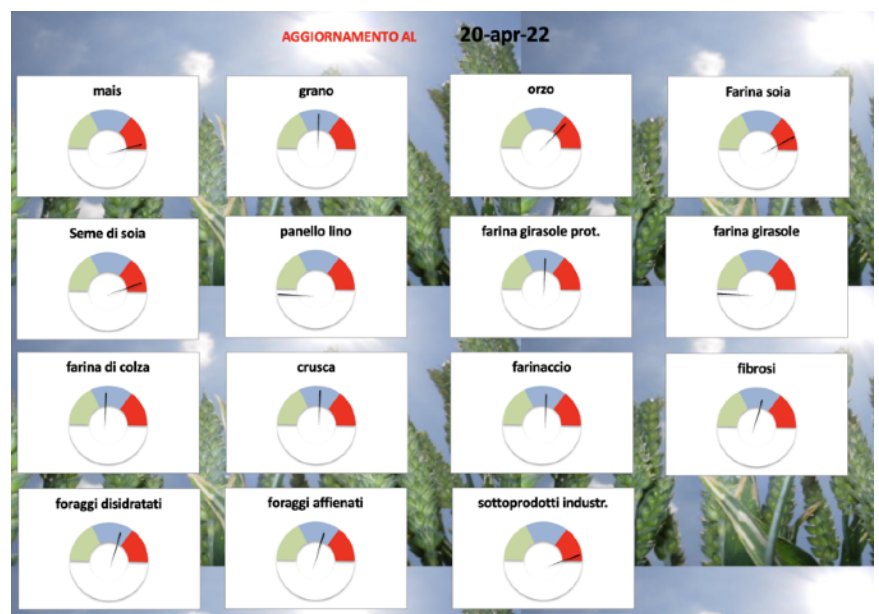 AGGIORNAMENTO AL 20-apr-22
mais
grano
orzo
Farina soia
Seme di soia
panello lino
farina girasole prot.
farina girasole
farina di colza
crusca
farinaccio
fibrosi
foraggi disidratati
foraggi affienati
sottoprodotti industr.